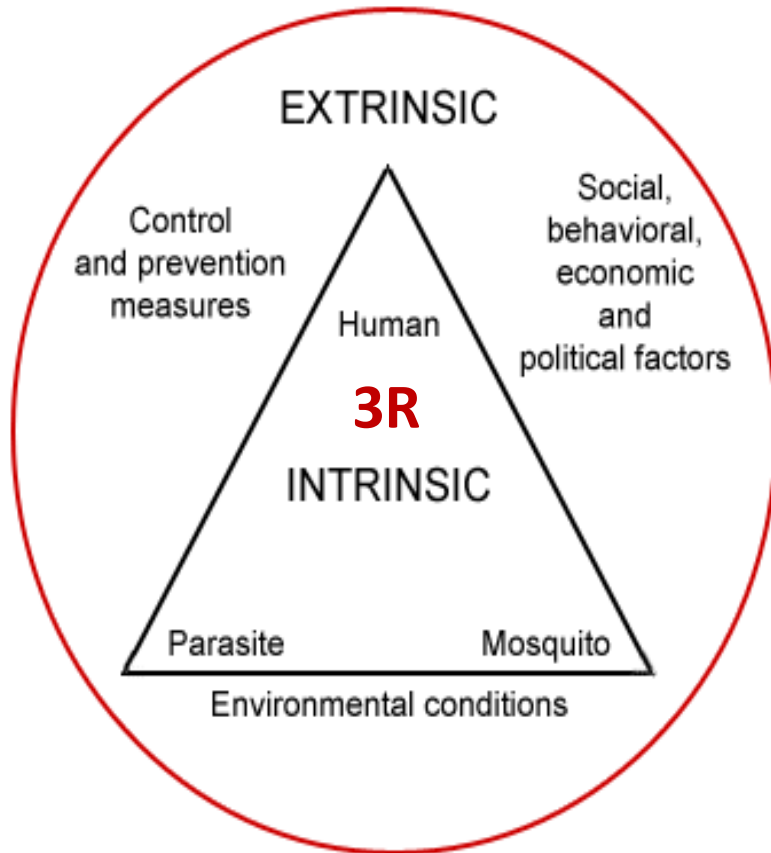 EXTRINSIC
Control
and prevention
measures
Social,
behavioral,
economic
and
political factors
Human
3R
INTRINSIC
Parasite
Mosquito
Environmental conditions